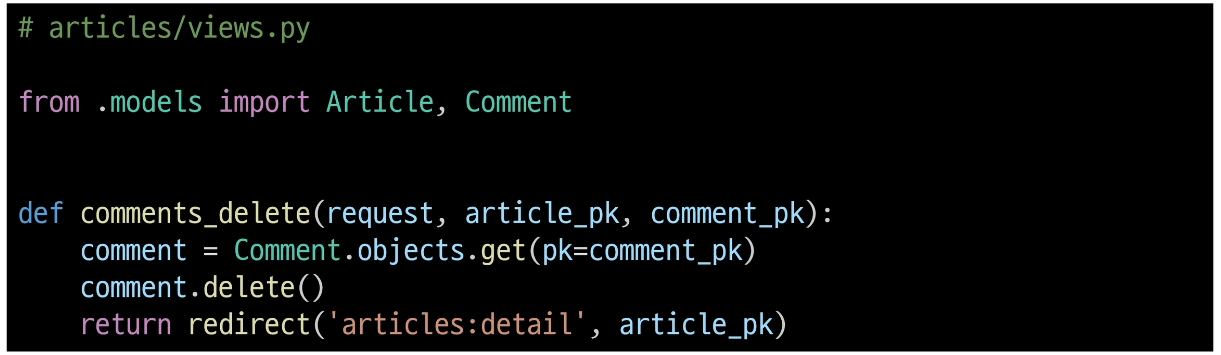 # articles/views.py
from .models import Article, Comment
def comments_delete(request, article_pk, comment_pk):
    comment = Comment.objects.get(pk=comment_pk)
    comment.delete()
    return redirect('articles:detail', article_pk)